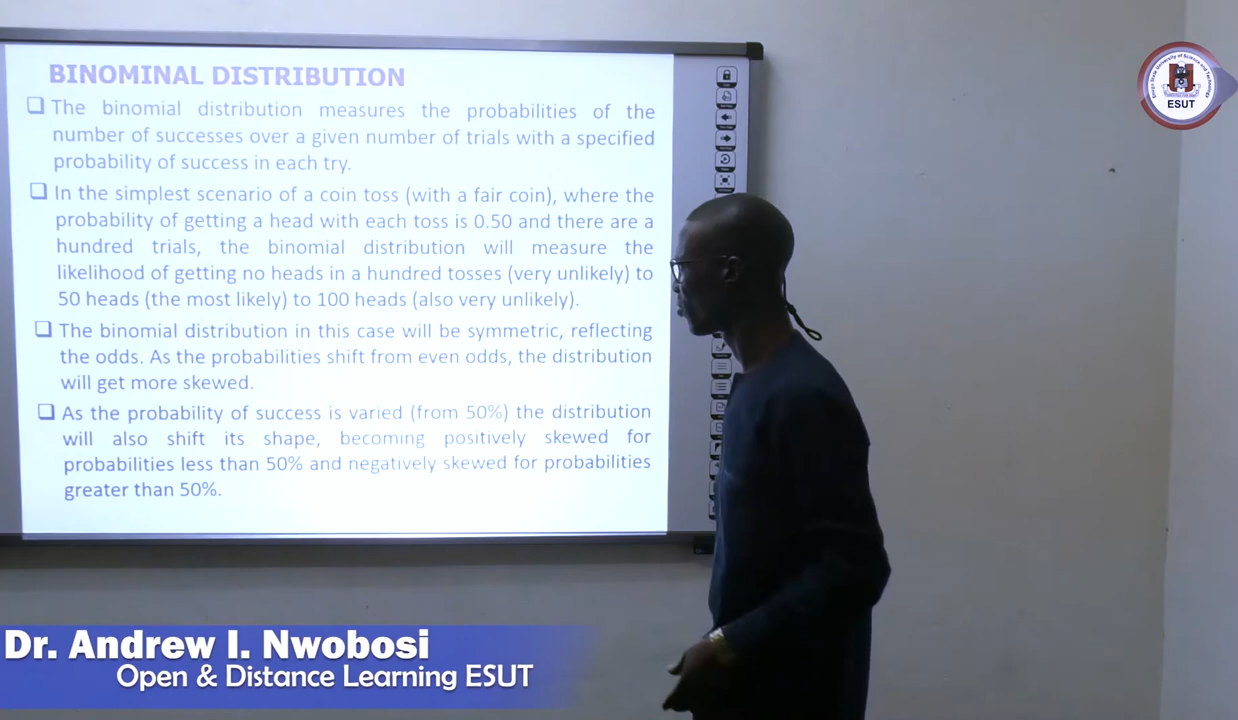 BINOMINAL DISTRIBUTION
The binomial distribution measures the probabilities of the
number of successes over a given number of trials with a specified
probability of success in each try.
In the simplest scenario of a coin toss (with a fair coin), where the
probability of getting a head with each toss is 0.50 and there are a
hundred trials, the binomial distribution will measure the
likelihood of getting no heads in a hundred tosses (very unlikely) to
50 heads (the most likely) to 100 heads (also very unlikely).
The binomial distribution in this case will be symmetric, reflecting
the odds. As the probabilities shift from even odds, the distribution
will get more skewed.
As the probability of success is varied (from 50%) the distribution
will also shift its shape, becoming positively skewed for
probabilities less than 50% and negatively skewed for probabilities
greater than 50%.
Enugu State University of Science and Technology
ESUT
Dr. Andrew I. Nwobosi
Open & Distance Learning ESUT